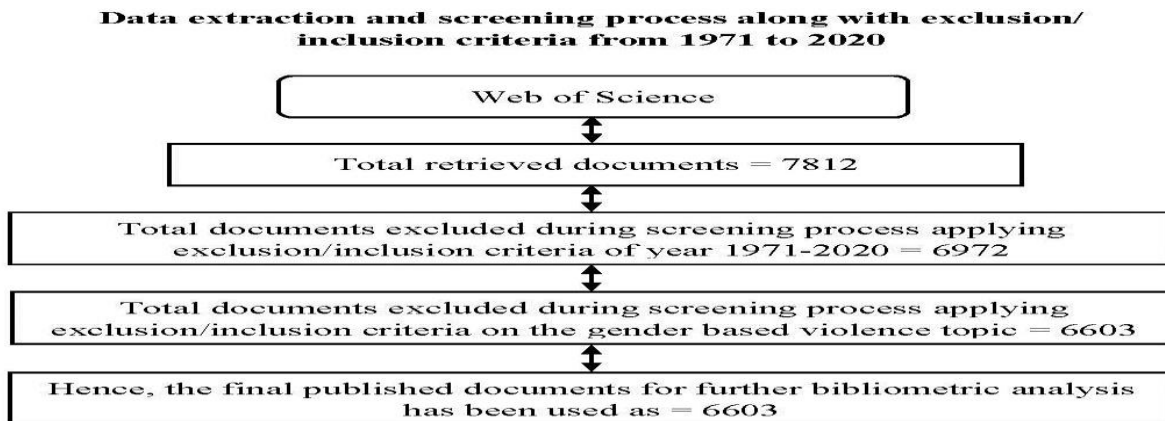 Data extraction and screening process along with exclusion/
inclusion criteria from 1971 to 2020
Web of Science
Total retrieved documents = 7812
Total documents excluded during screening process applying
exclusion/inclusion criteria of year 1971-2020 = 6972
Total documents excluded during screening process applying
exclusion/inclusion criteria on the gender based violence topic = 6603
Hence, the final published documents for further bibliometric analysis
has been used as = 6603